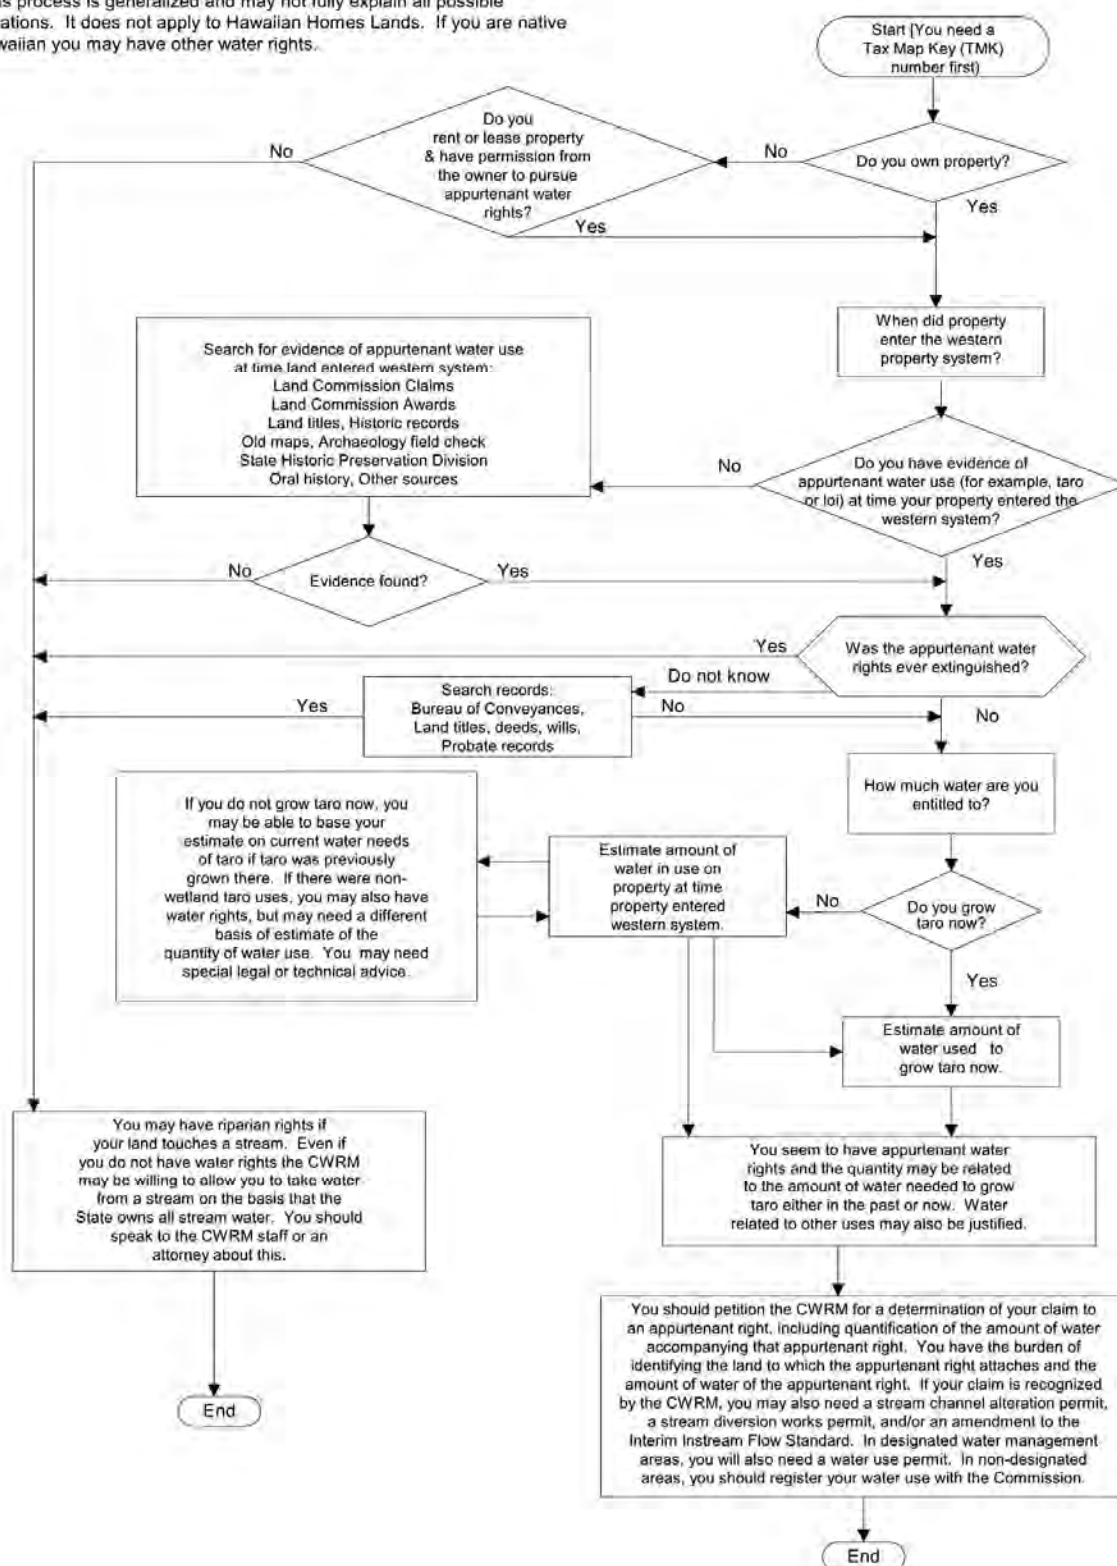 process is generalized and may not fully explain all possible
It does not apply to Hawaiian Homes Lands. If you are native
you may have other water rights.
Start [You need a
Tax Map Key (TMK)
number first)
Do you own property?
No
Yes
Do you
rent or lease property
& have permission from
the owner to pursue
appurtenant water
rights?
No
Yes
When did property
enter the western
property system?
Search for evidence of appurtenant water use
at time land entered western system:
Land Commission Claims
Land Commission Awards
Land titles, Historic records
Old maps, Archaeology field check
State Historic Preservation Division
Oral history, Other sources
No
Do you have evidence of
appurtenant water use (for example, taro
or loi) at time your property entered the
western system?
Yes
No
Evidence found?
Yes
Yes
Was the appurtenant water
rights ever extinguished?
Do not know
No
Yes
Search records:
Bureau of Conveyances,
Land titles, deeds, wills,
Probate records
No
How much water are you
entitled to?
If you do not grow taro now, you
may be able to base your
estimate on current water needs
of taro if taro was previously
grown there. If there were non-
wetland taro uses, you may also have
water rights, but may need a different
basis of estimate of the
quantity of water use. You may need
special legal or technical advice.
Estimate amount of
water in use on
property at time
property entered
western system.
No
Do you grow
taro now?
Yes
Estimate amount of
water used to
grow taro now.
You may have riparian rights if
your land touches a stream. Even if
you do not have water rights the CWRM
may be willing to allow you to take water
from a stream on the basis that the
State owns all stream water. You should
speak to the CWRM staff or an
attorney about this.
End
You seem to have appurtenant water
rights and the quantity may be related
to the amount of water needed to grow
taro either in the past or now. Water
related to other uses may also be justified.
You should petition the CWRM for a determination of your claim to
an appurtenant right, including quantification of the amount of water
accompanying that appurtenant right. You have the burden of
identifying the land to which the appurtenant right attaches and the
amount of water of the appurtenant right. If your claim is recognized
by the CWRM, you may also need a stream channel alteration permit,
a stream diversion works permit, and/or an amendment to the
Interim Instream Flow Standard. In designated water management
areas, you will also need a water use permit. In non-designated
areas, you should register your water use with the Commission.
End